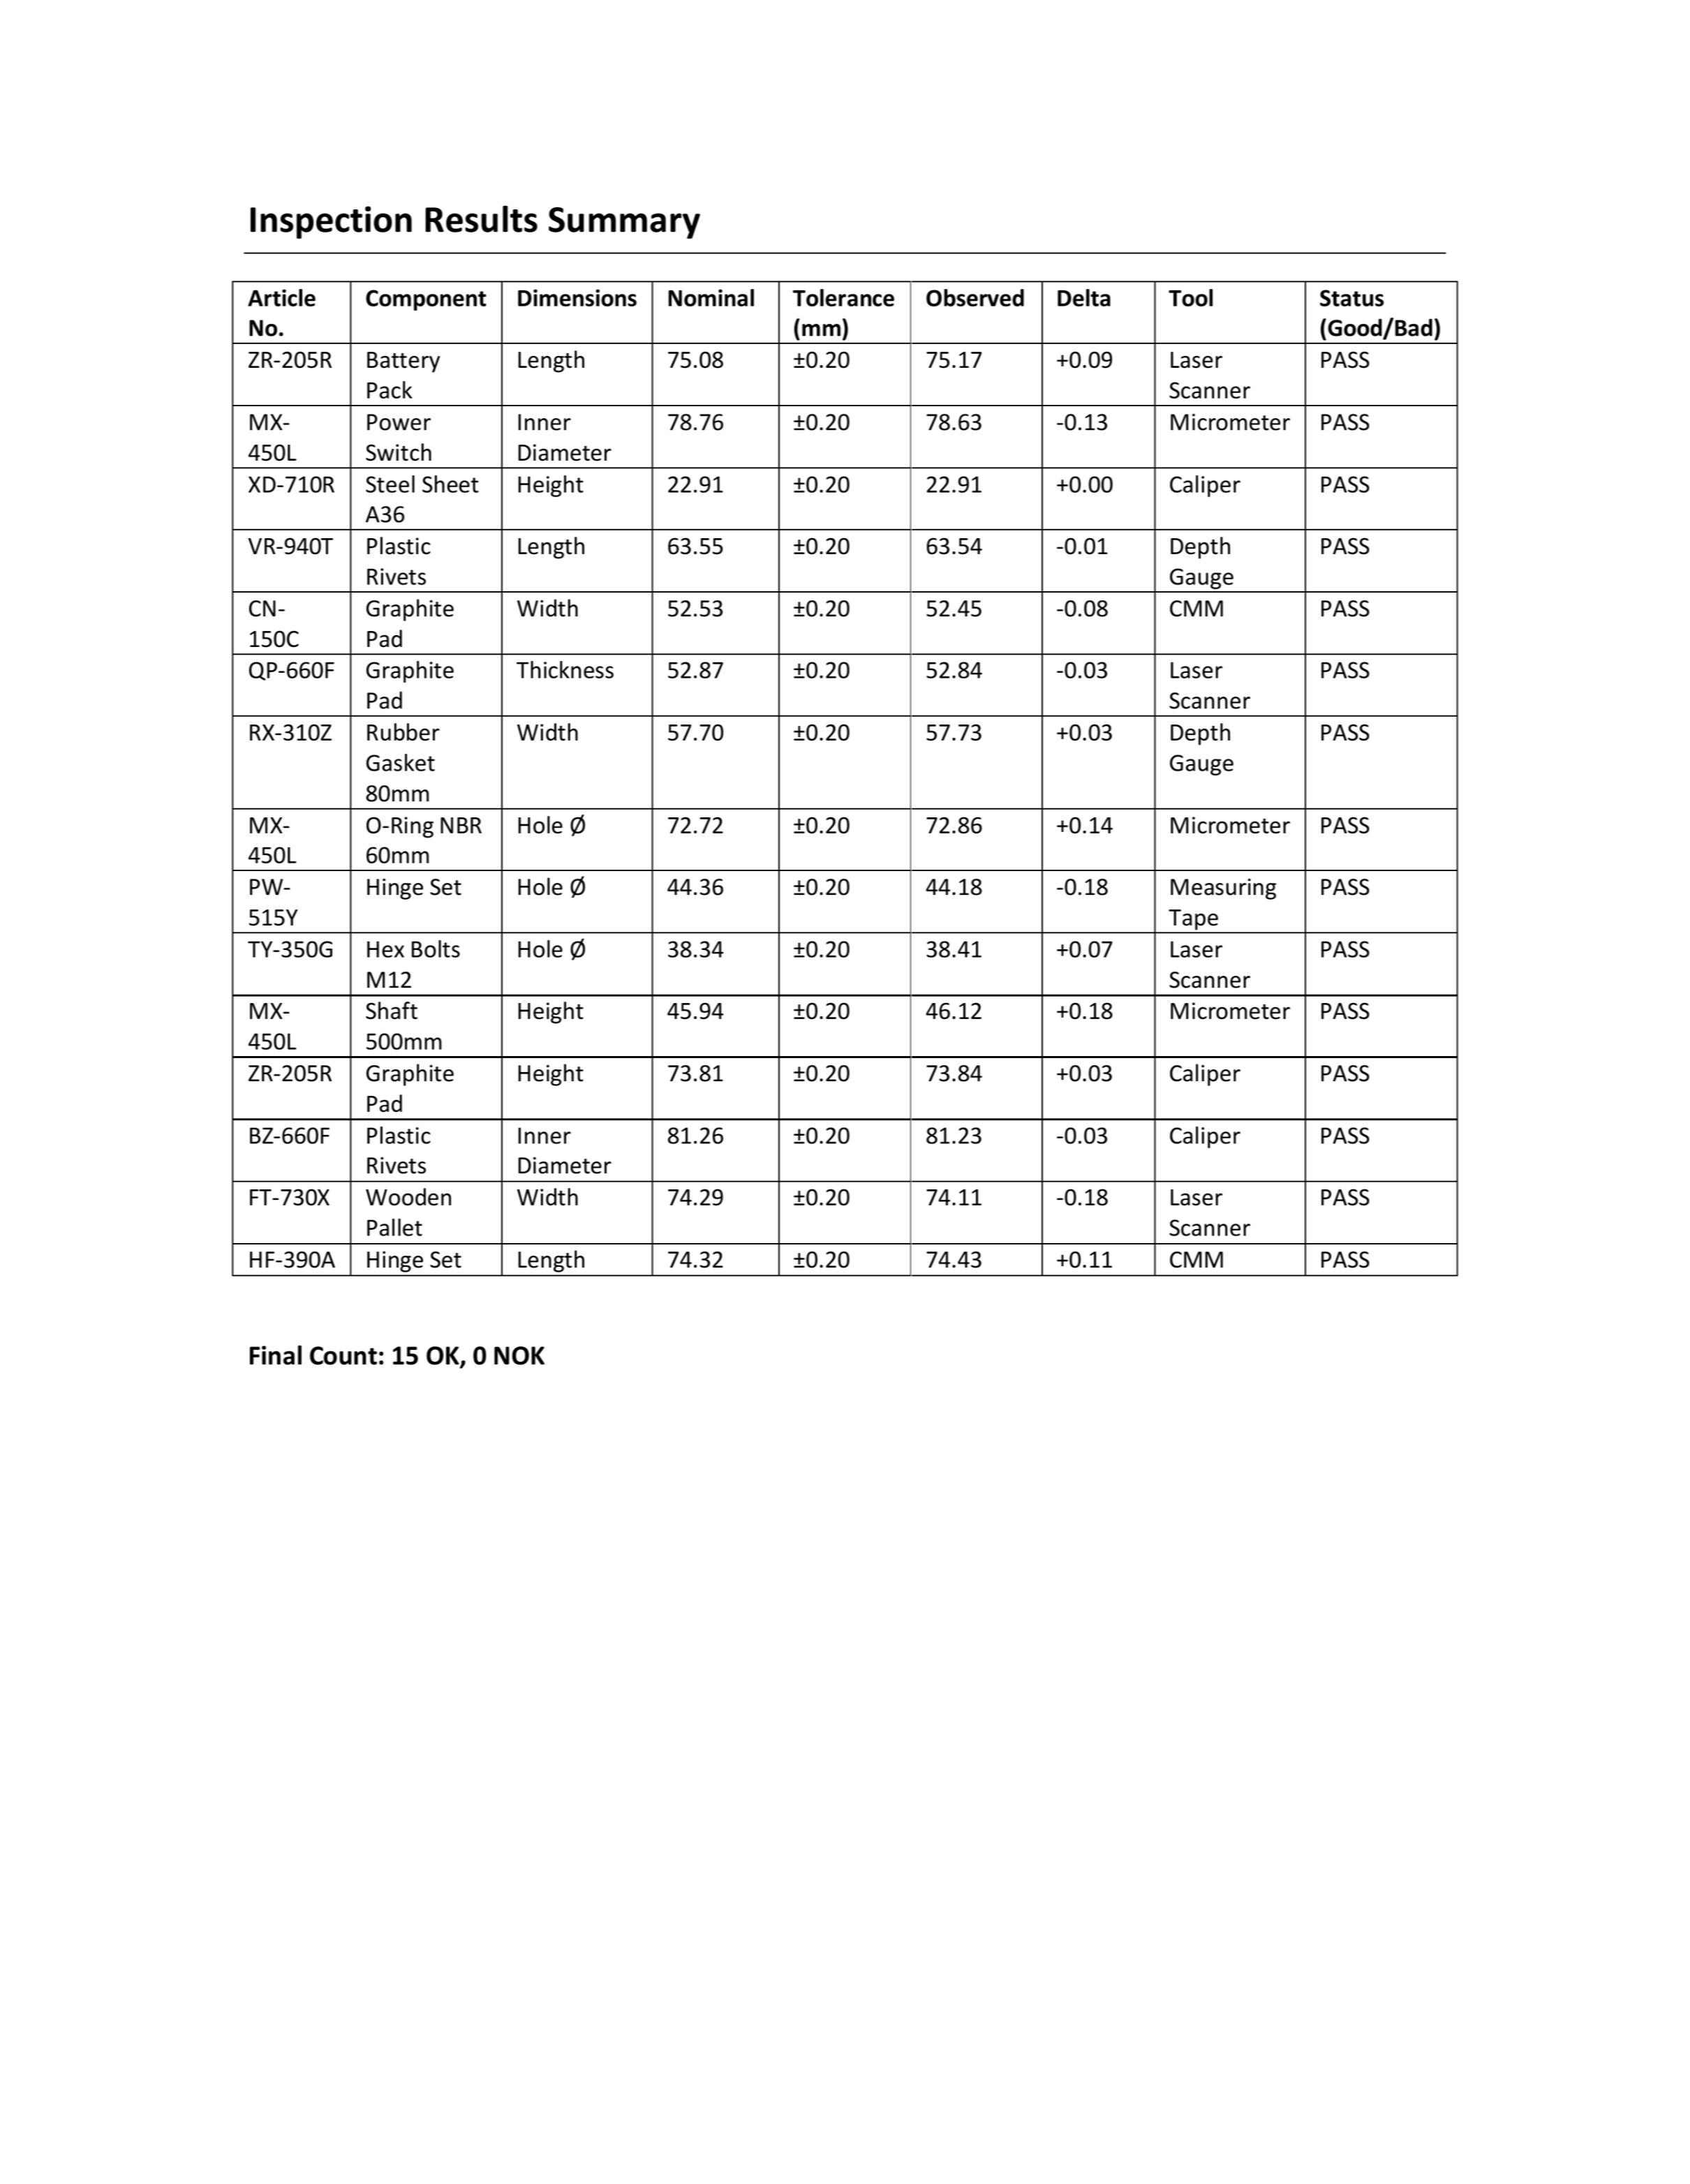 Inspection Results Summary
Article No. Component Dimensions Nominal Tolerance (mm) Observed Delta Tool Status (Good/Bad)
ZR-205R Battery Pack Length 75.08 ±0.20 75.17 +0.09 Laser Scanner PASS
MX-450L Power Switch Inner Diameter 78.76 ±0.20 78.63 -0.13 Micrometer PASS
XD-710R Steel Sheet A36 Height 22.91 ±0.20 22.91 +0.00 Caliper PASS
VR-940T Plastic Rivets Length 63.55 ±0.20 63.54 -0.01 Depth Gauge PASS
CN-150C Graphite Pad Width 52.53 ±0.20 52.45 -0.08 CMM PASS
QP-660F Graphite Pad Thickness 52.87 ±0.20 52.84 -0.03 Laser Scanner PASS
RX-310Z Rubber Gasket 80mm Width 57.70 ±0.20 57.73 +0.03 Depth Gauge PASS
MX-450L O-Ring NBR 60mm Hole Ø 72.72 ±0.20 72.86 +0.14 Micrometer PASS
PW-515Y Hinge Set Hole Ø 44.36 ±0.20 44.18 -0.18 Measuring Tape PASS
TY-350G Hex Bolts M12 Hole Ø 38.34 ±0.20 38.41 +0.07 Laser Scanner PASS
MX-450L Shaft 500mm Height 45.94 ±0.20 46.12 +0.18 Micrometer PASS
ZR-205R Graphite Pad Height 73.81 ±0.20 73.84 +0.03 Caliper PASS
BZ-660F Plastic Rivets Inner Diameter 81.26 ±0.20 81.23 -0.03 Caliper PASS
FT-730X Wooden Pallet Width 74.29 ±0.20 74.11 -0.18 Laser Scanner PASS
HF-390A Hinge Set Length 74.32 ±0.20 74.43 +0.11 CMM PASS
Final Count: 15 OK, 0 NOK